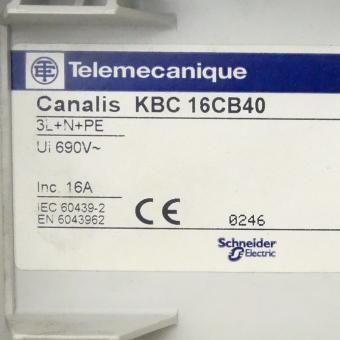 Telemecanique
Canalis KBC 16CB40
3L+N+PE
Ui 690V~
Inc. 16A
IEC 60439-2
EN 6043962
CE
0246
Schneider
Electric